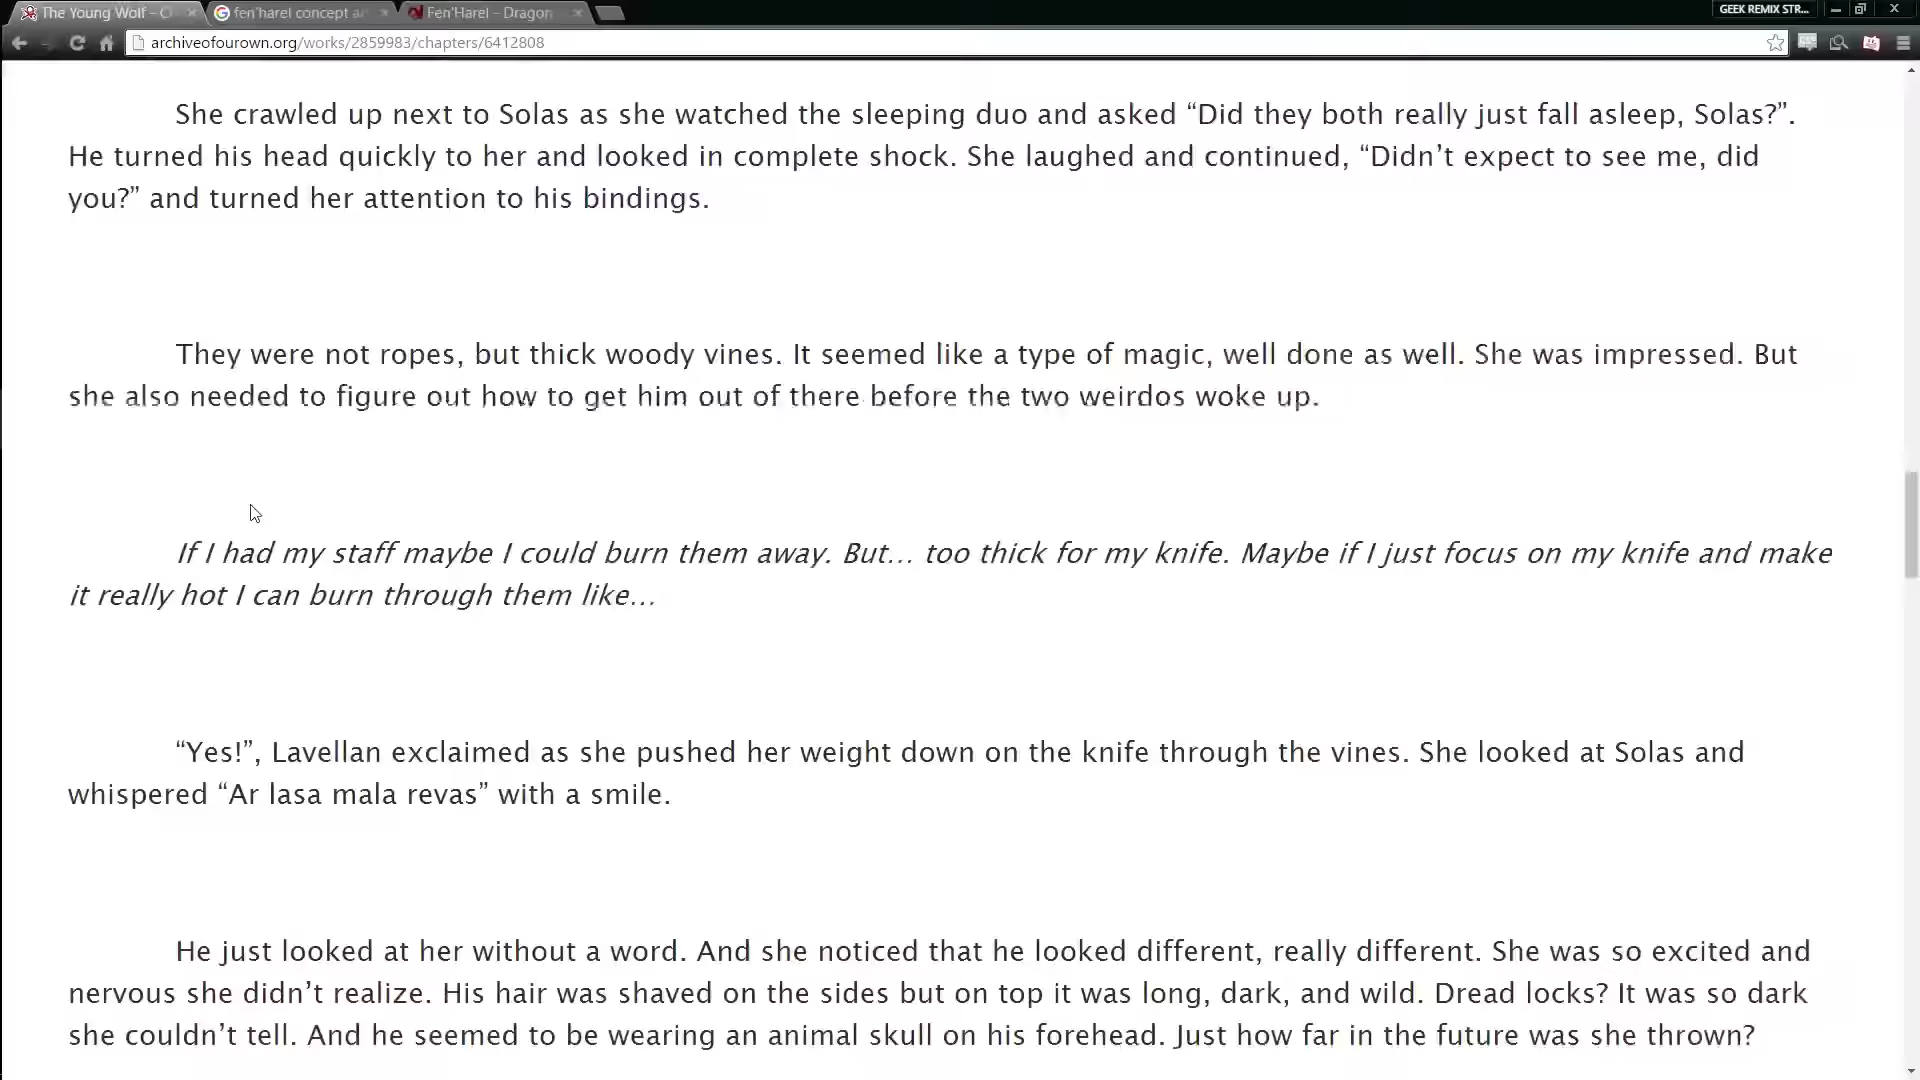 The Young Wolf - C
fen'harel concept a
Fen'Harel - Dragon
GEEK REMIX STR...
archiveofourown.org/works/2859983/chapters/6412808
She crawled up next to Solas as she watched the sleeping duo and asked “Did they both really just fall asleep, Solas?”.
He turned his head quickly to her and looked in complete shock. She laughed and continued, “Didn’t expect to see me, did
you?” and turned her attention to his bindings.
They were not ropes, but thick woody vines. It seemed like a type of magic, well done as well. She was impressed. But
she also needed to figure out how to get him out of there before the two weirdos woke up.
If I had my staff maybe I could burn them away. But… too thick for my knife. Maybe if I just focus on my knife and make
it really hot I can burn through them like…
“Yes!”, Lavellan exclaimed as she pushed her weight down on the knife through the vines. She looked at Solas and
whispered “Ar lasa mala revas” with a smile.
He just looked at her without a word. And she noticed that he looked different, really different. She was so excited and
nervous she didn’t realize. His hair was shaved on the sides but on top it was long, dark, and wild. Dread locks? It was so dark
she couldn’t tell. And he seemed to be wearing an animal skull on his forehead. Just how far in the future was she thrown?